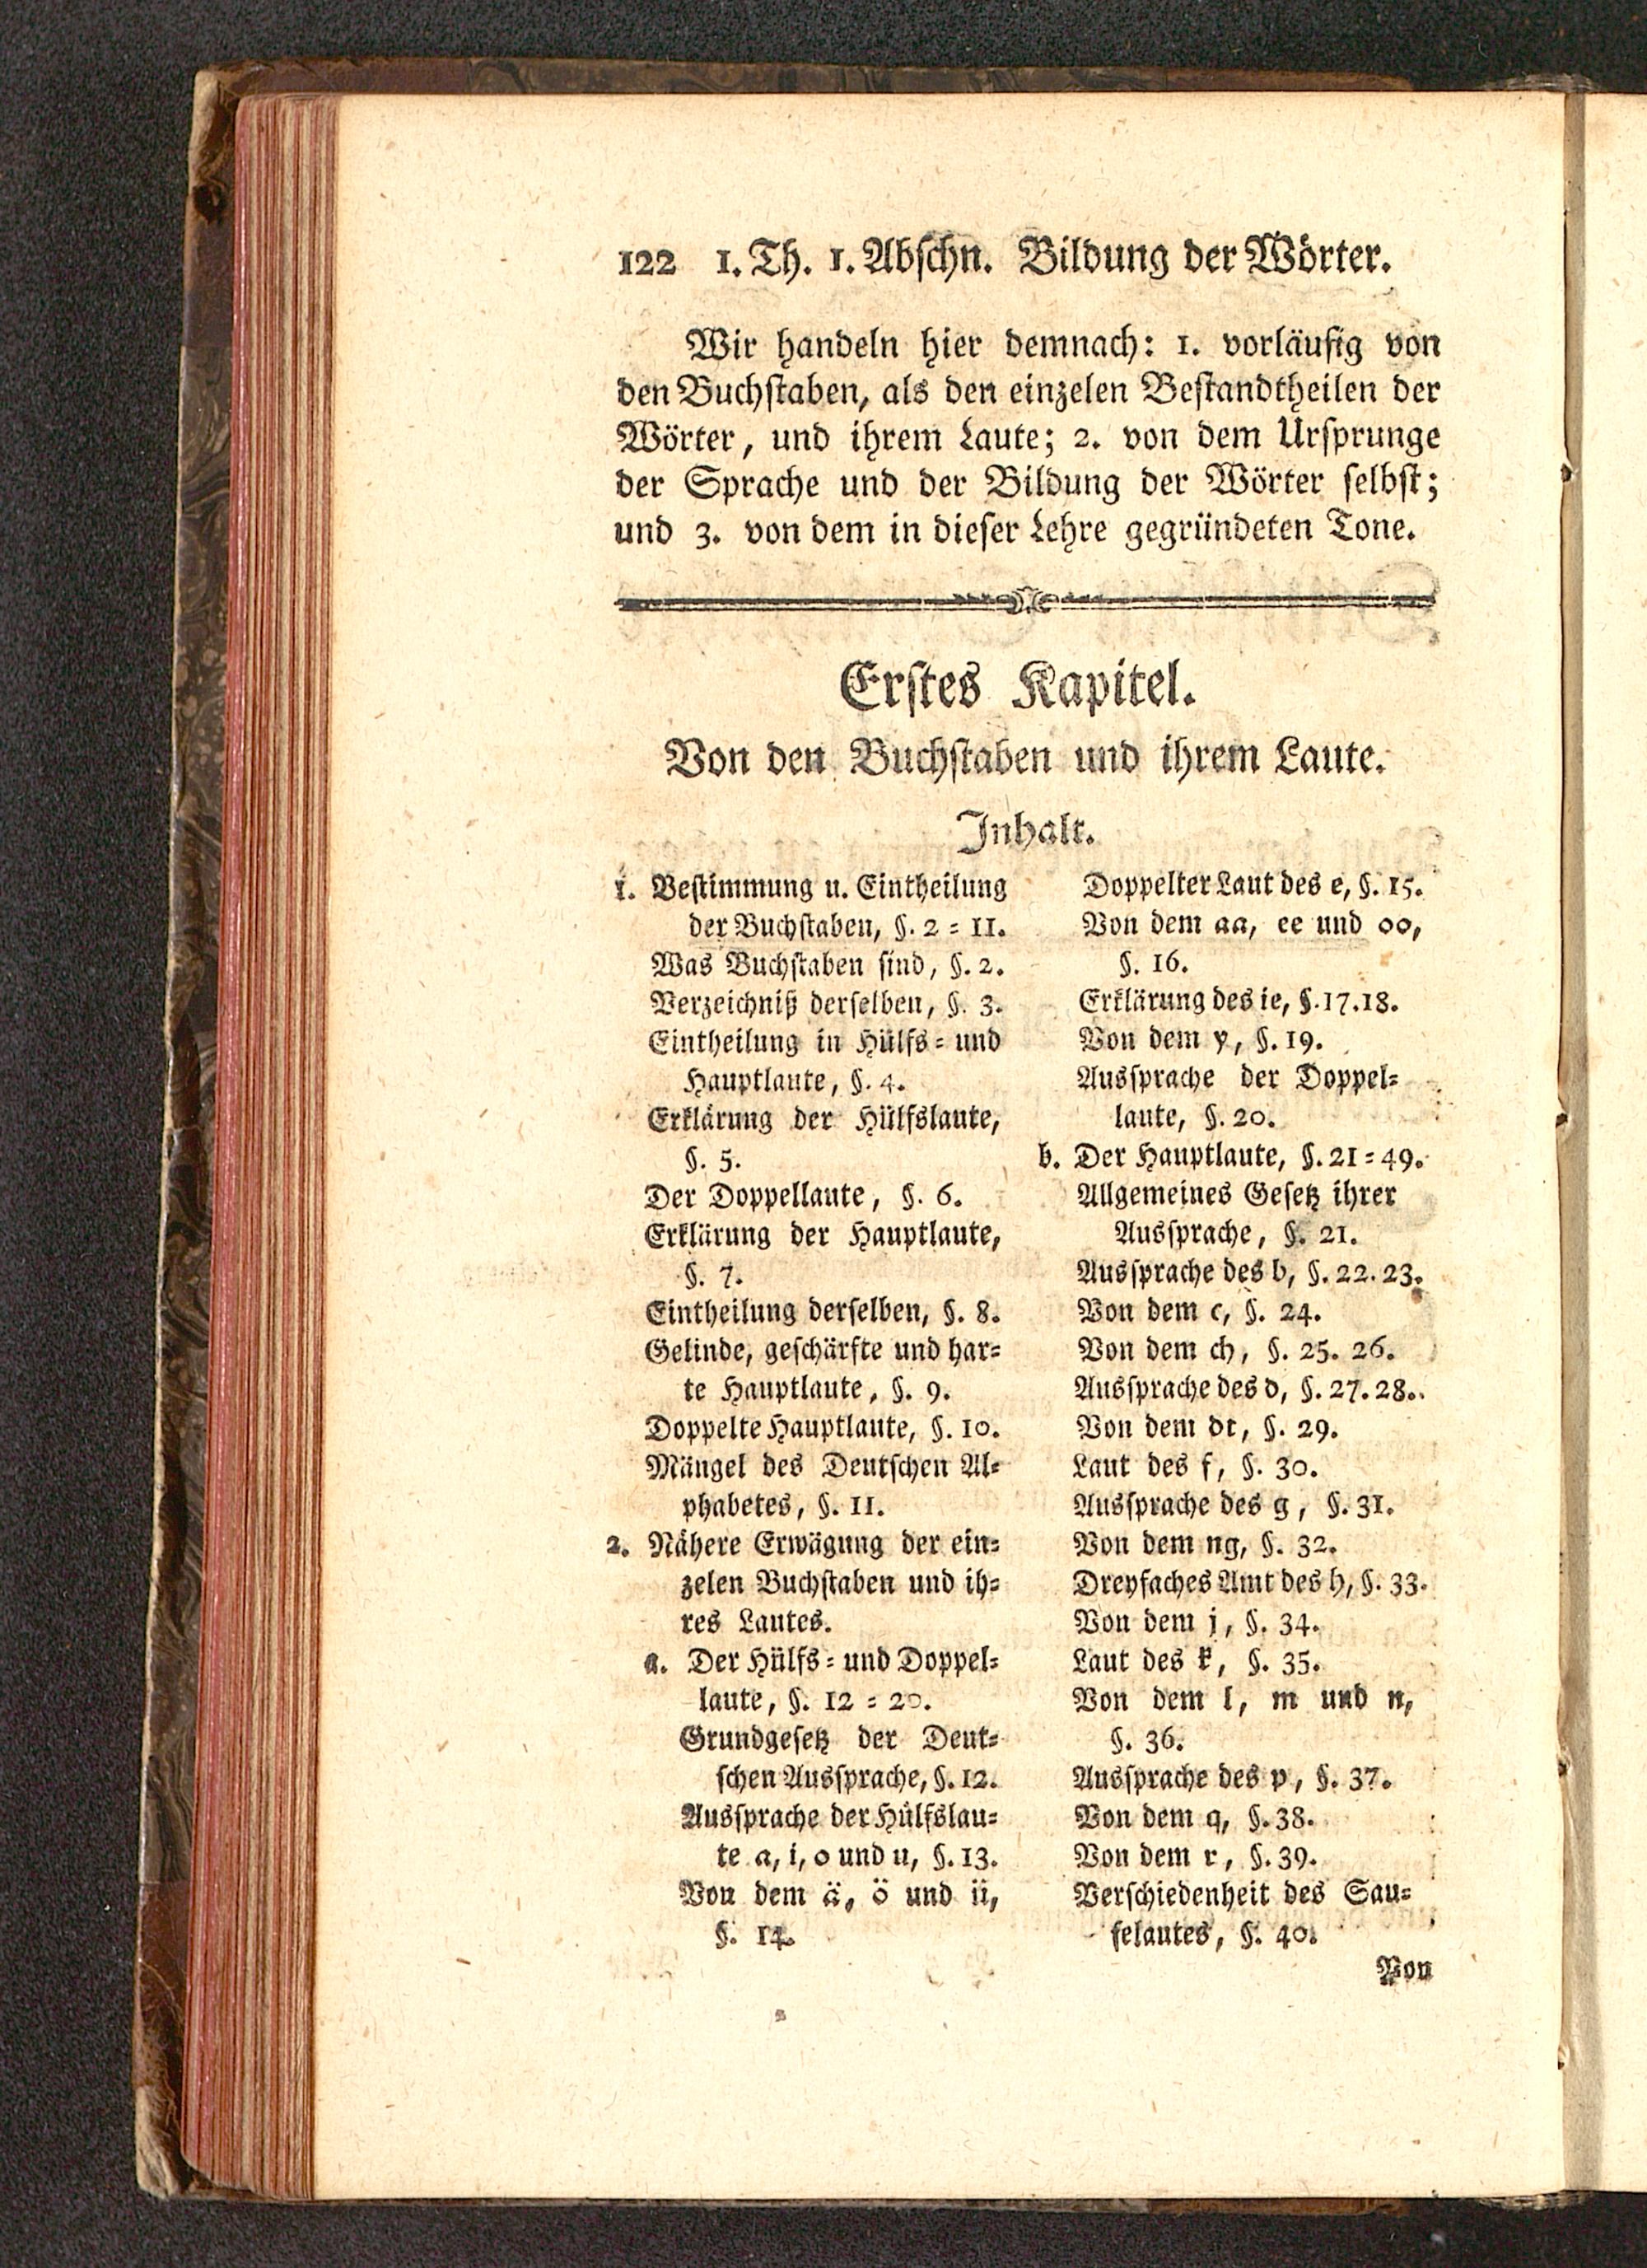 122 1. Th. 1. Abschn. Bildung der Wörter.
Wir handeln hier demnach: 1. vorläufig von
den Buchstaben, als den einzelen Bestandtheilen der
Wörter, und ihrem Laute; 2. von dem Ursprunge
der Sprache und der Bildung der Wörter selbst;
und 3. von dem in dieser Lehre gegründeten Tone.
Erstes Kapitel.
Von den Buchstaben und ihrem Laute.
Inhalt.
1. Bestimmung u. Eintheilung
der Buchstaben, §. 2 = 11.
Was Buchstaben sind, §. 2.
Verzeichniß derselben, §. 3.
Eintheilung in Hülfs= und
Hauptlaute, §. 4.
Erklärung der Hülfslaute,
§. 5.
Der Doppellaute, §. 6.
Erklärung der Hauptlaute,
§. 7.
Eintheilung derselben, §. 8.
Gelinde, geschärfte und har=
te Hauptlaute, §. 9.
Doppelte Hauptlaute, §. 10.
Mängel des Deutschen Al=
phabetes, §. 11.
2. Nähere Erwägung der ein=
zelen Buchstaben und ih=
res Lautes.
a. Der Hülfs= und Doppel=
laute, §. 12 = 20.
Grundgesetz der Deut=
schen Aussprache, §. 12.
Aussprache der Hülfslau=
te a, i, o und u, §. 13.
Von dem ä, ö und ü,
§. 14.
Doppelter Laut des e, §. 15.
Von dem aa, ee und oo,
§. 16.
Erklärung des ie, §. 17. 18.
Von dem y, §. 19.
Aussprache der Doppel=
laute, §. 20.
b. Der Hauptlaute, §. 21 = 49.
Allgemeines Gesetz ihrer
Aussprache, §. 21.
Aussprache des b, §. 22. 23.
Von dem c, §. 24.
Von dem ch, §. 25. 26.
Aussprache des d, §. 27. 28.
Von dem dt, §. 29.
Laut des f, §. 30.
Aussprache des g, §. 31.
Von dem ng, §. 32.
Dreyfaches Amt des h, §. 33.
Von dem j, §. 34.
Laut des k, §. 35.
Von dem l, m und n,
§. 36.
Aussprache des p, §. 37.
Von dem q, §. 38.
Von dem r, §. 39.
Verschiedenheit des Sau=
selautes, §. 40.
Von